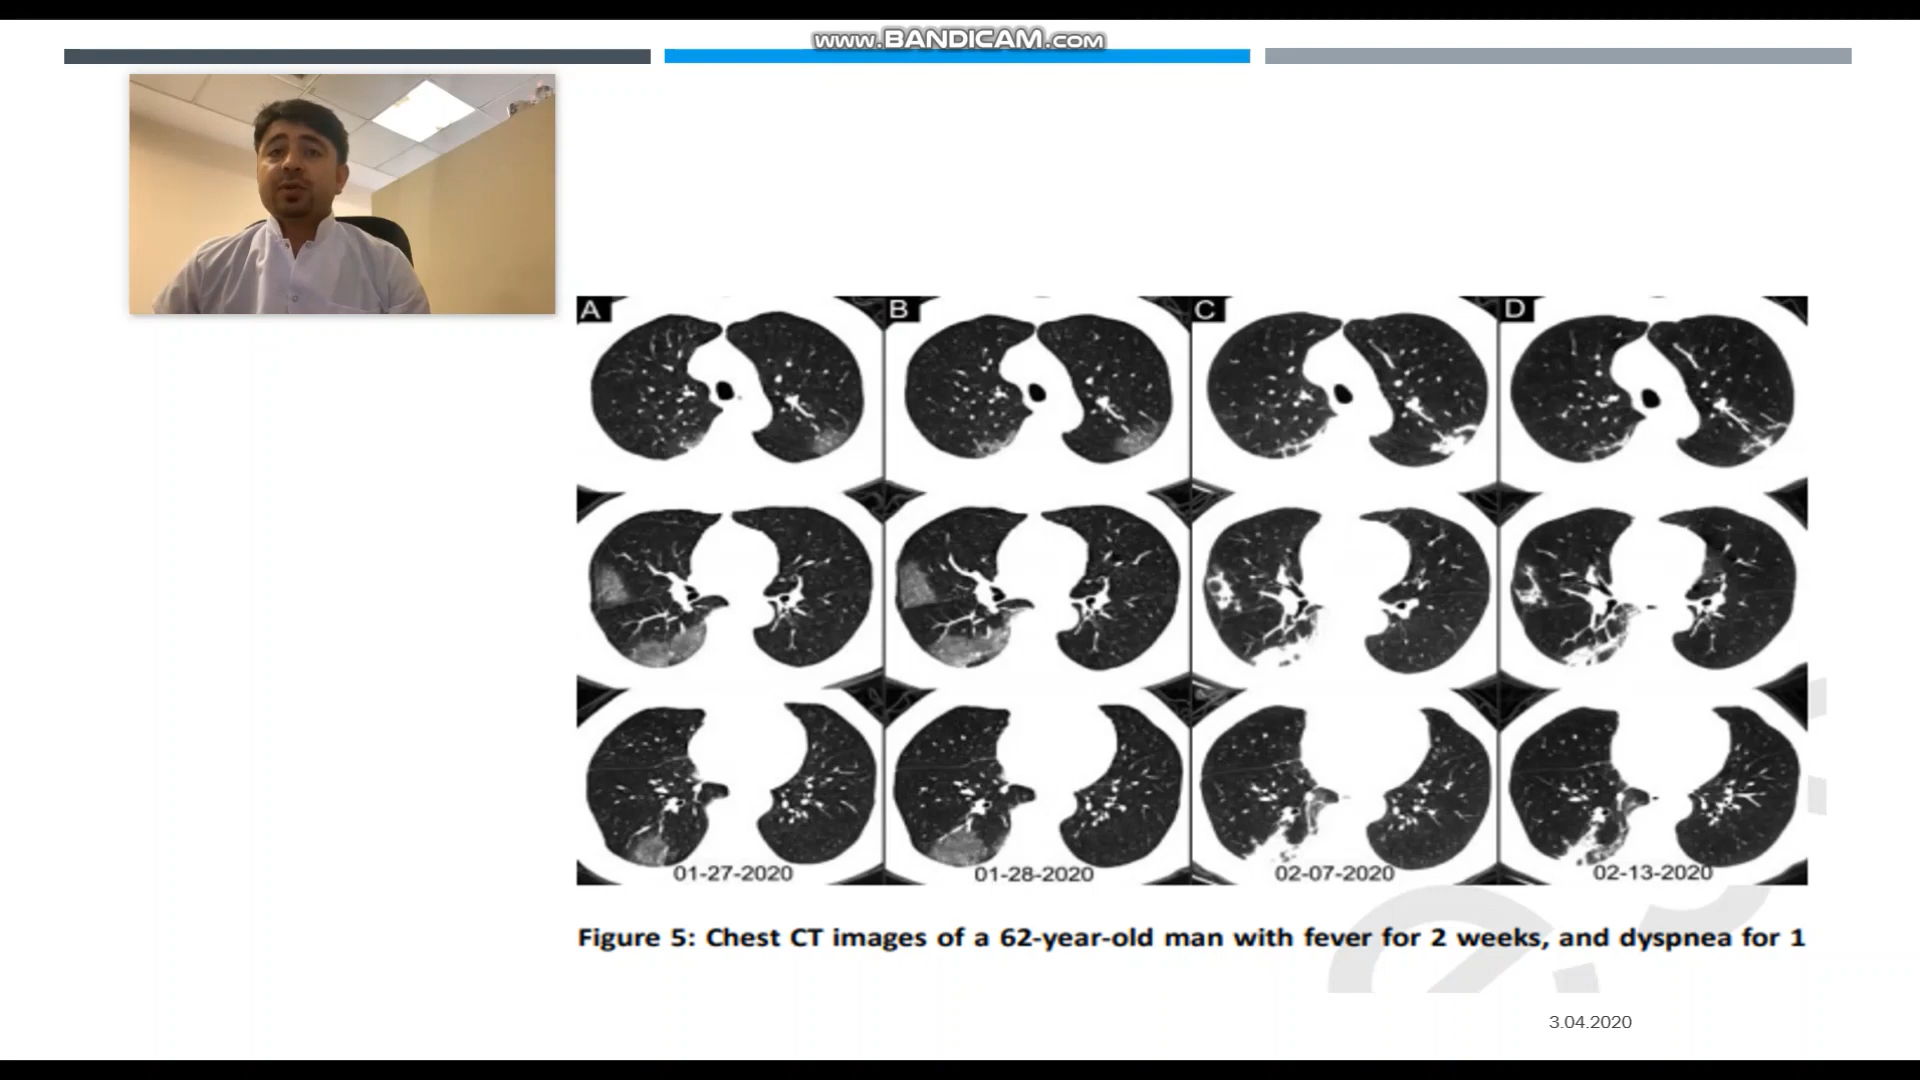 www.BANDICAM.com
A B C D
01-27-2020 01-28-2020 02-07-2020 02-13-2020
Figure 5: Chest CT images of a 62-year-old man with fever for 2 weeks, and dyspnea for 1
3.04.2020